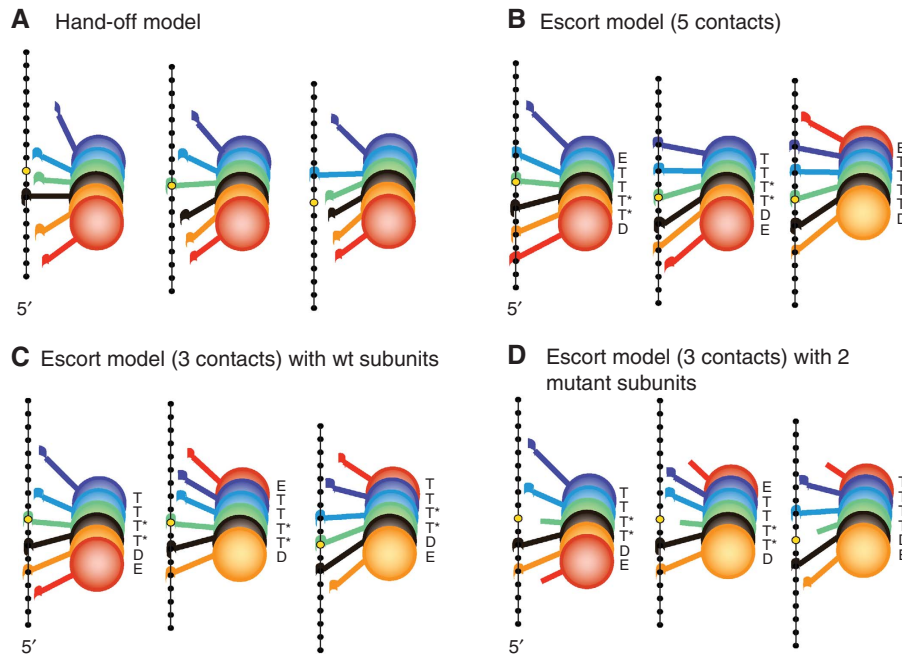 A Hand-off model
5′
B Escort model (5 contacts)
E
T
T
T*
T*
D
T
T
T
T*
D
E
E
T
T
T
T
D
5′
C Escort model (3 contacts) with wt subunits
T
T
T*
T*
D
E
E
T
T
T*
T*
D
T
T
T*
T*
D
E
5′
D Escort model (3 contacts) with 2
mutant subunits
T
T
T
T*
D
E
E
T
T
T*
T*
D
T
T
T
T
D
E
5′